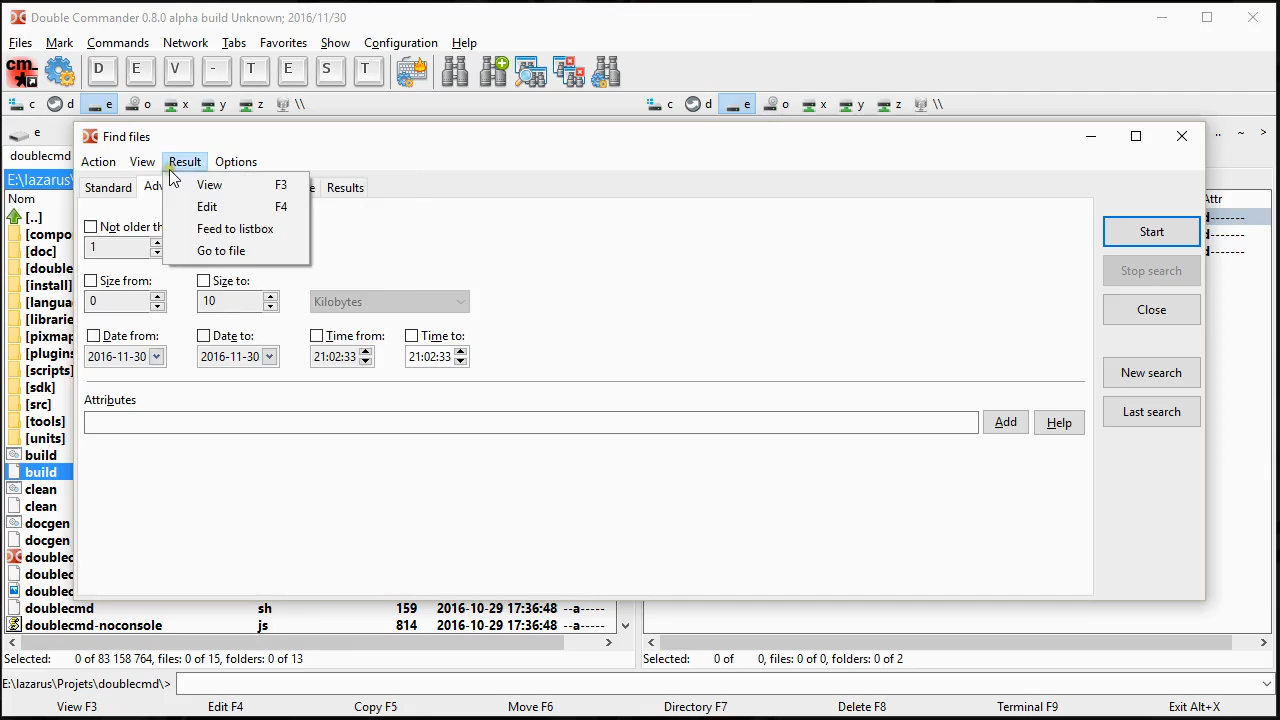 Double Commander 0.8.0 alpha build Unknown; 2016/11/30
Files Mark Commands Network Tabs Favorites Show Configuration Help
cm_ D E V - T E S T
c d e o x y z \\ c d e o x y z \\
e .. ~ >
doublecmd
E:\lazarus\
Nom Attr
Find files
Action View Result Options
Standard Results
View F3
Edit F4
Feed to listbox
Go to file
Not older th
1
Size from: Size to:
0 10 Kilobytes
Date from: Date to: Time from: Time to:
2016-11-30 2016-11-30 21:02:33 21:02:33
Attributes
Add Help
Start
Stop search
Close
New search
Last search
[..] d-------
[compo
[doc] d-------
[double
[install]
[langua
[librarie
[pixmap
[plugins
[scripts]
[sdk]
[src]
[tools]
[units]
build
build
clean
clean
docgen
docgen
doublec
doublec
doublec
doublecmd sh 159 2016-10-29 17:36:48 --a-----
doublecmd-noconsole js 814 2016-10-29 17:36:48 --a-----
Selected: 0 of 83 158 764, files: 0 of 15, folders: 0 of 13 Selected: 0 of 0, files: 0 of 0, folders: 0 of 2
E:\lazarus\Projets\doublecmd\>
View F3 Edit F4 Copy F5 Move F6 Directory F7 Delete F8 Terminal F9 Exit Alt+X